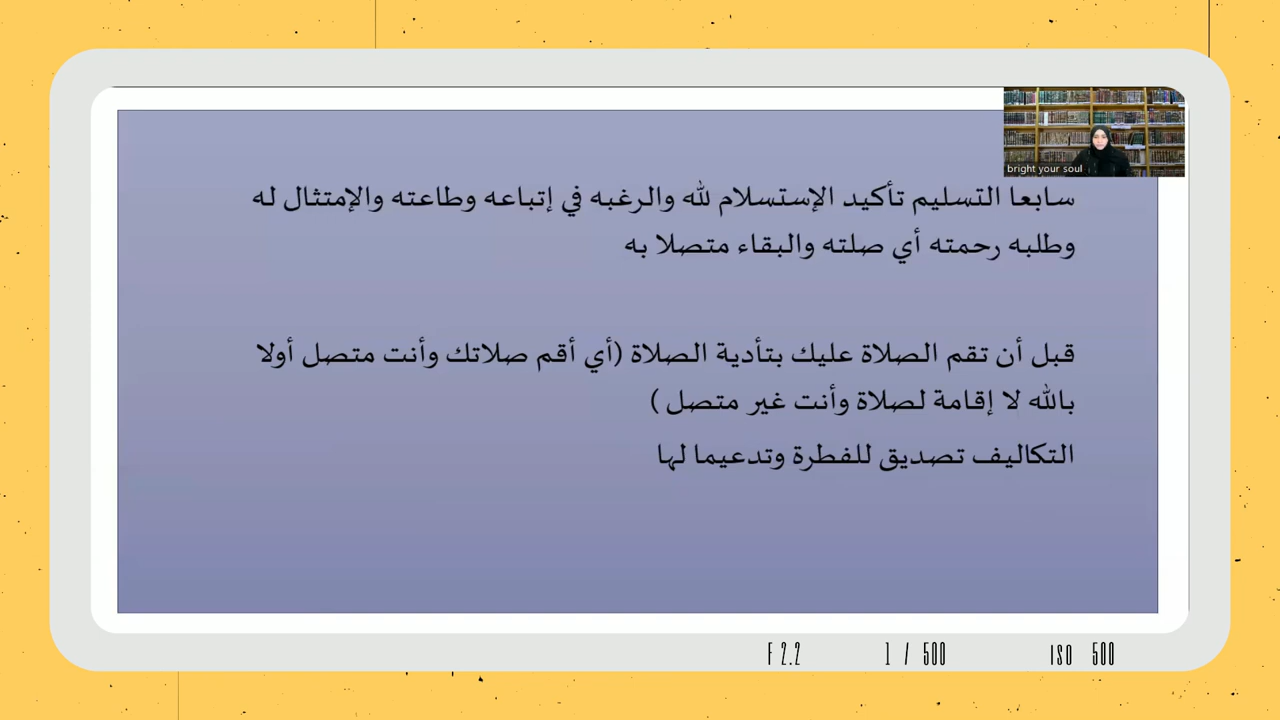 bright your soul
سابعا التسليم تأكيد الإستسلام لله والرغبه في إتباعه وطاعته والإمتثال له
وطلبه رحمته أي صلته والبقاء متصلا به
قبل أن تقم الصلاة عليك بتأدية الصلاة (أي أقم صلاتك وأنت متصل أولا
بالله لا إقامة لصلاة وأنت غير متصل )
التكاليف تصديق للفطرة وتدعيما لها
F 2.2 1 / 500 ISO 500